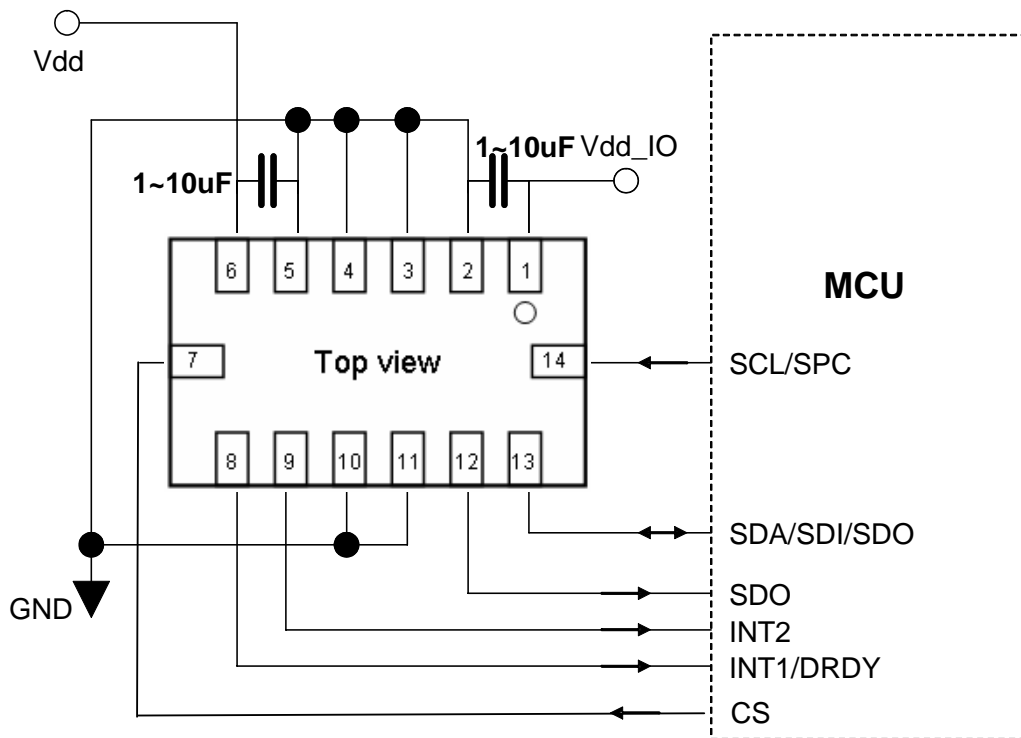 Vdd
1~10uF Vdd_IO
1~10uF
6 5 4 3 2 1
MCU
7 Top view 14
SCL/SPC
8 9 10 11 12 13
SDA/SDI/SDO
SDO
GND
INT2
INT1/DRDY
CS